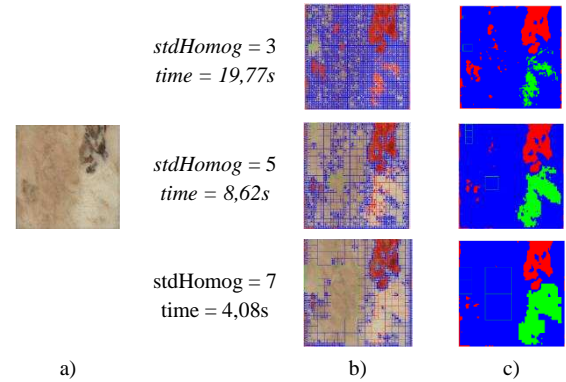 stdHomog = 3
time = 19,77s
stdHomog = 5
time = 8,62s
stdHomog = 7
time = 4,08s
a)
b)
c)